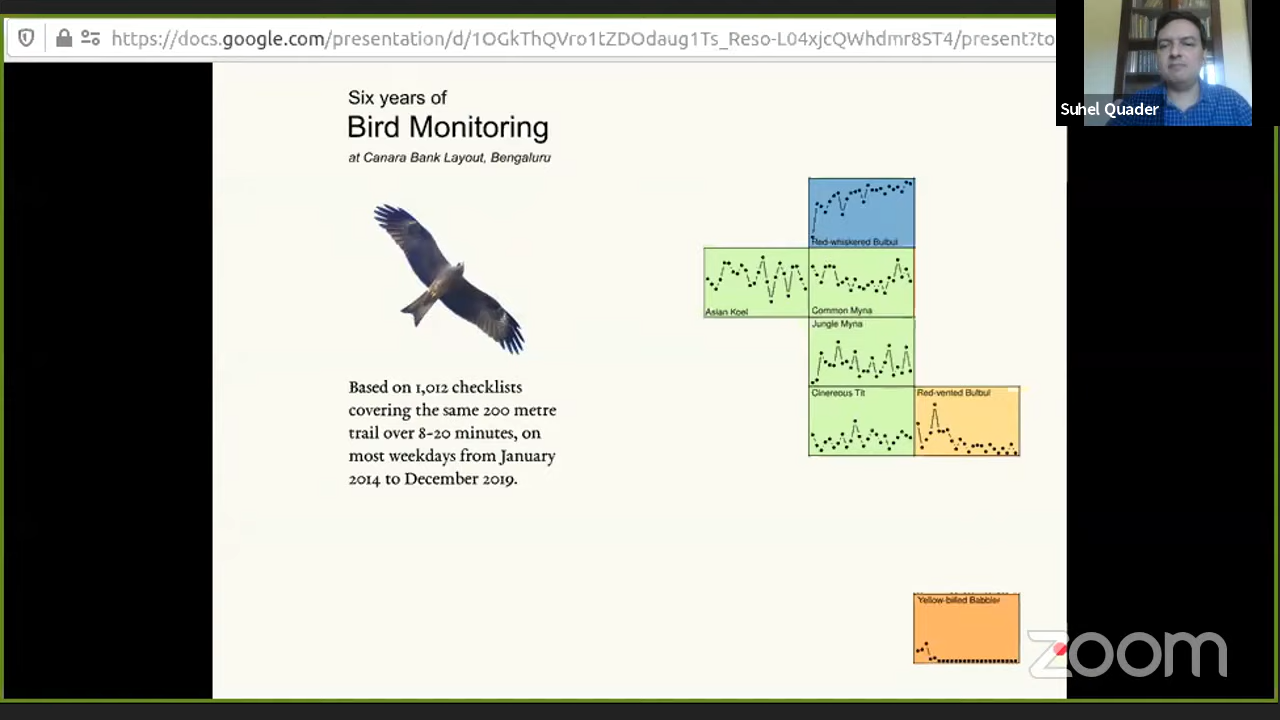 https://docs.google.com/presentation/d/1OGkThQVro1tZDOdaug1Ts_Reso-L04xjcQWhdmr8ST4/present?to
Suhel Quader
Six years of
Bird Monitoring
at Canara Bank Layout, Bengaluru
Red-whiskered Bulbul
Asian Koel
Common Myna
Jungle Myna
Cinereous Tit
Red-vented Bulbul
Based on 1,012 checklists
covering the same 200 metre
trail over 8-20 minutes, on
most weekdays from January
2014 to December 2019.
Yellow-billed Babbler
zoom